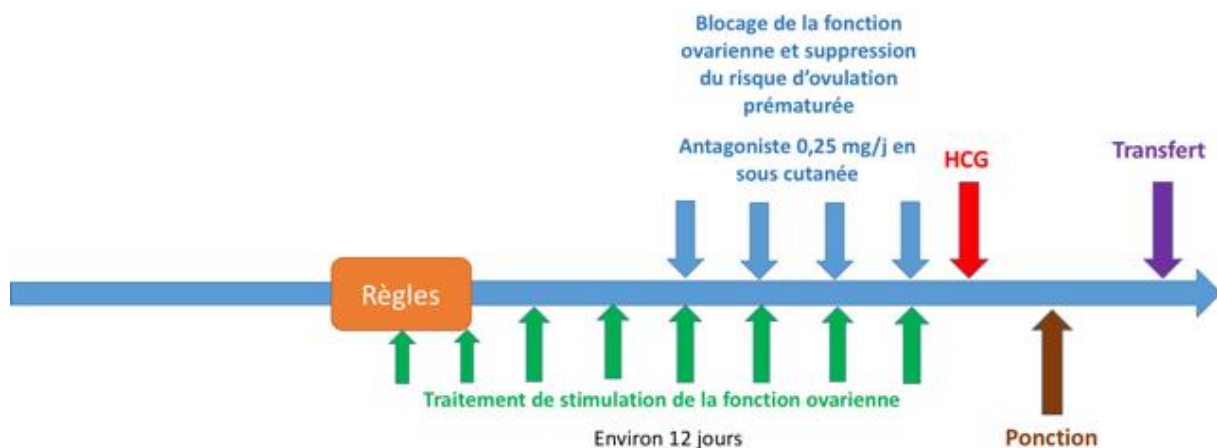 Blocage de la fonction
ovarienne et suppression
du risque d'ovulation
prématurée
Antagoniste 0,25 mg/j en
sous cutanée
HCG
Transfert
Règles
Traitement de stimulation de la fonction ovarienne
Environ 12 jours
Ponction